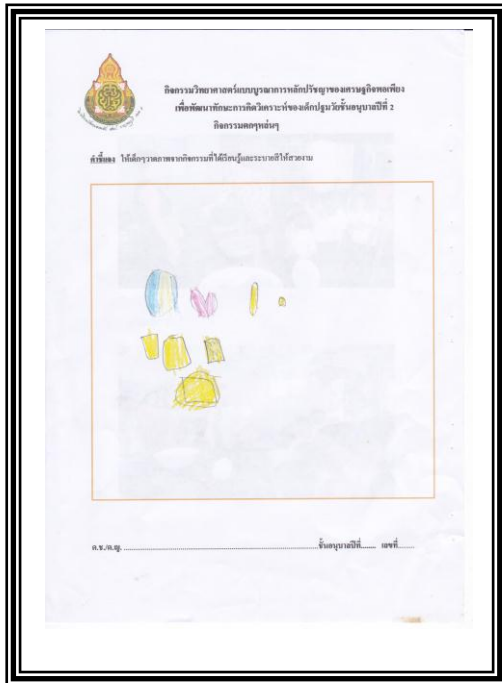 กิจกรรมวิทยาศาสตร์แบบบูรณาการหลักปรัชญาของเศรษฐกิจพอเพียง
เพื่อพัฒนาทักษะการคิดวิเคราะห์ของเด็กปฐมวัยชั้นอนุบาลปีที่ 2
กิจกรรมตกๆหล่นๆ
คำชี้แจง ให้เด็กๆวาดภาพจากกิจกรรมที่ได้เรียนรู้และระบายสีให้สวยงาม
ด.ช./ด.ญ. ............................................................ชั้นอนุบาลปีที่....... เลขที่.......